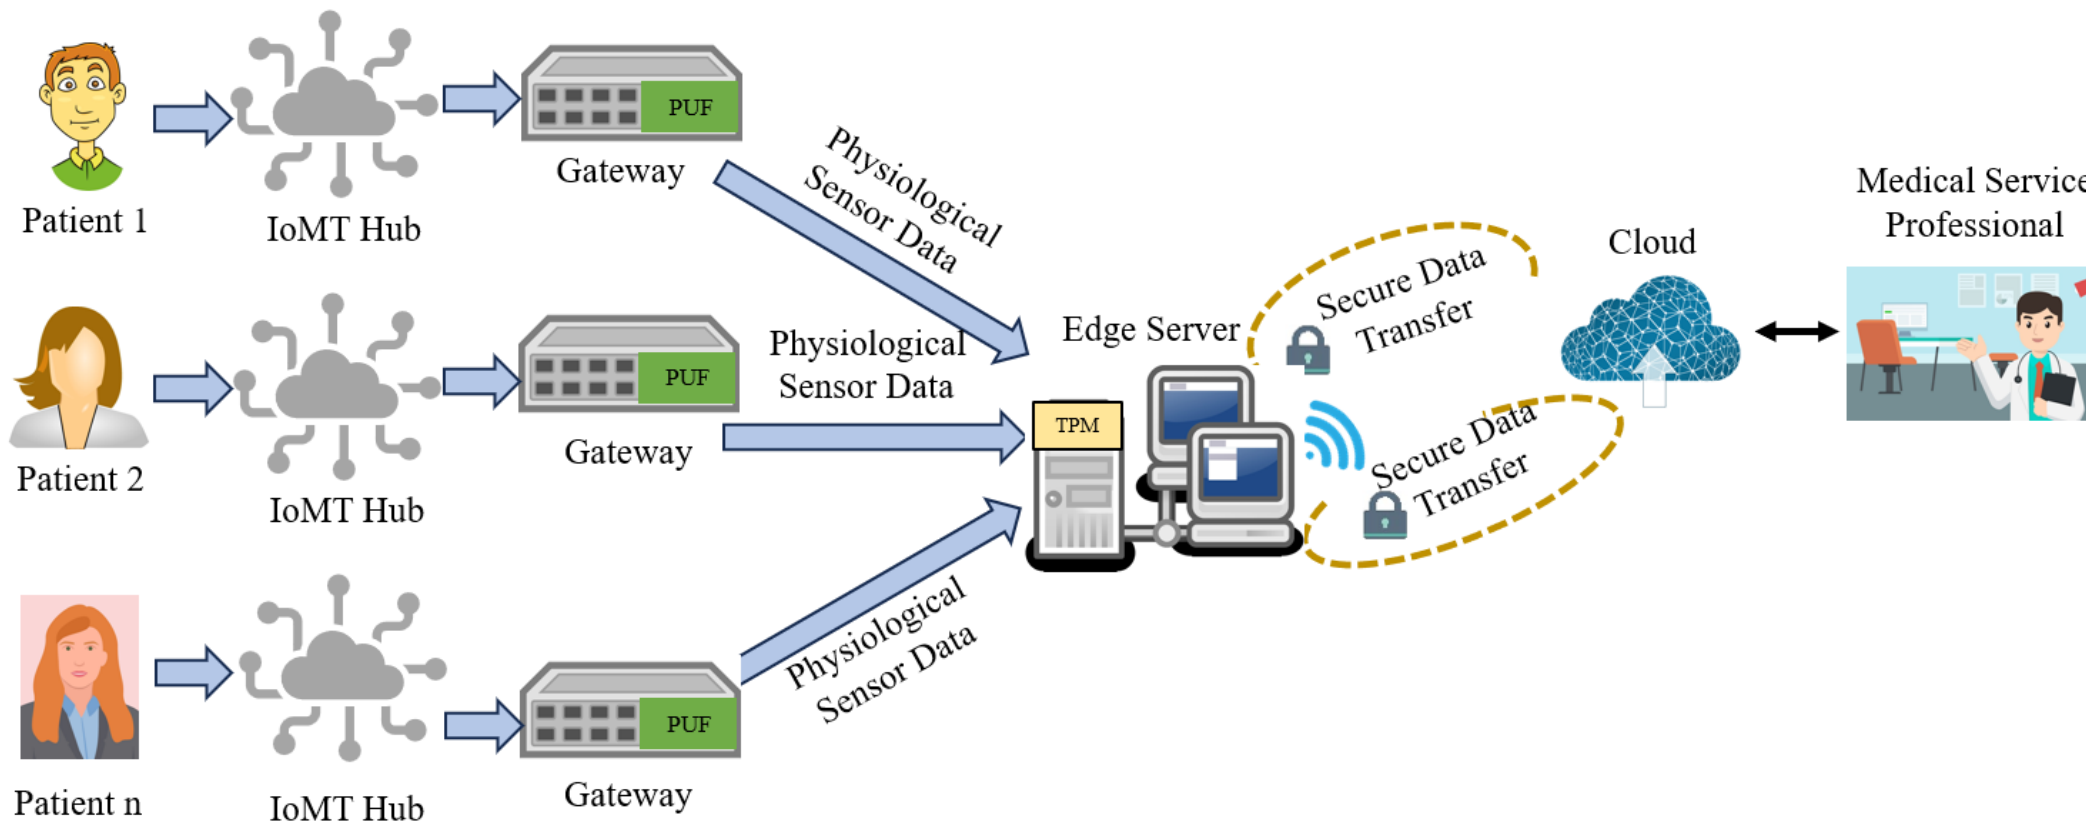 Patient 1
IoMT Hub
PUF
Gateway
Physiological
Sensor Data
Patient 2
IoMT Hub
PUF
Gateway
Physiological
Sensor Data
Patient n
IoMT Hub
PUF
Gateway
Physiological
Sensor Data
Edge Server
TPM
Secure Data
Transfer
Secure Data
Transfer
Cloud
Medical Service
Professional